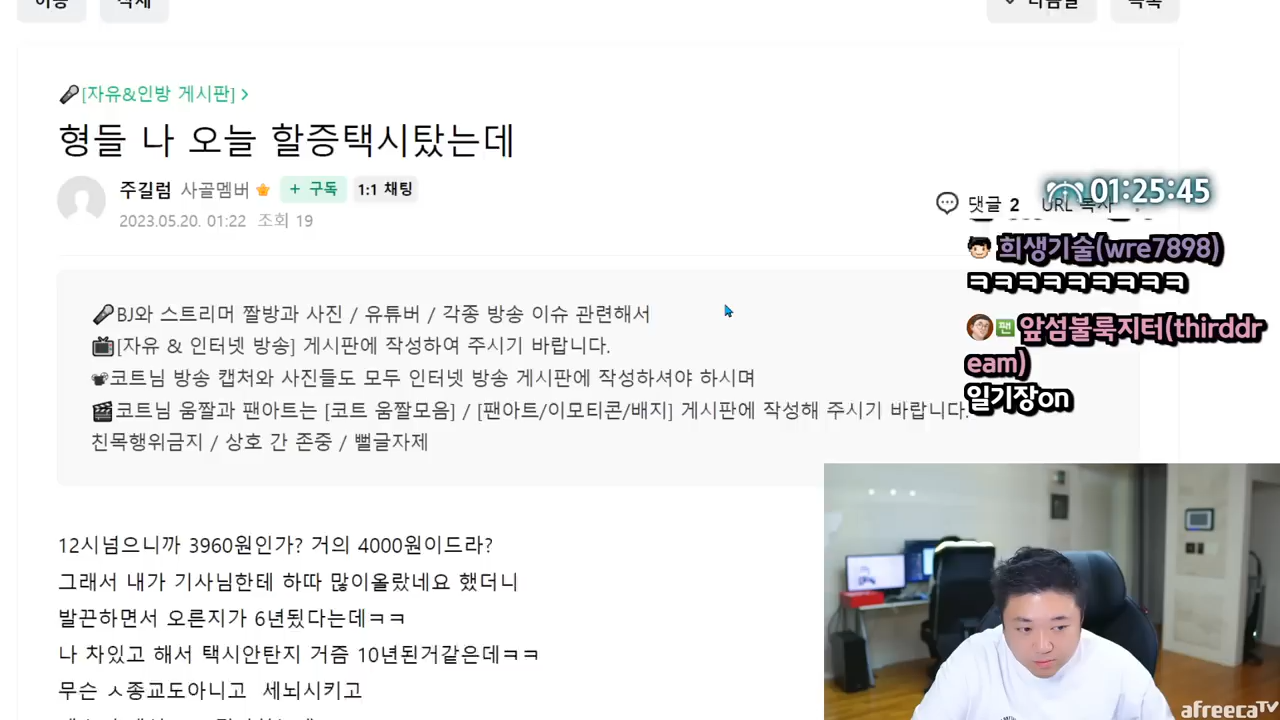 이동
삭제
다음글
목록
[자유&인방 게시판] >
형들 나 오늘 할증택시탔는데
주길럼 사골멤버 + 구독 1:1 채팅
2023.05.20. 01:22 조회 19
댓글 2 URL 복사
01:25:45
희생기술(wre7898)
ㅋㅋㅋㅋㅋㅋㅋㅋㅋ
팬 앞섬불룩지터(thirddr
eam)
일기장on
BJ와 스트리머 짤방과 사진 / 유튜버 / 각종 방송 이슈 관련해서
[자유 & 인터넷 방송] 게시판에 작성하여 주시기 바랍니다.
코트님 방송 캡처와 사진들도 모두 인터넷 방송 게시판에 작성하셔야 하시며
코트님 움짤과 팬아트는 [코트 움짤모음] / [팬아트/이모티콘/배지] 게시판에 작성해 주시기 바랍니다.
친목행위금지 / 상호 간 존중 / 뻘글자제
12시넘으니까 3960원인가? 거의 4000원이드라?
그래서 내가 기사님한테 하따 많이올랐네요 했더니
발끈하면서 오른지가 6년됬다는데ㅋㅋ
나 차있고 해서 택시안탄지 거즘 10년된거같은데ㅋㅋ
무슨 ㅅ종교도아니고 세뇌시키고
afreecaTV